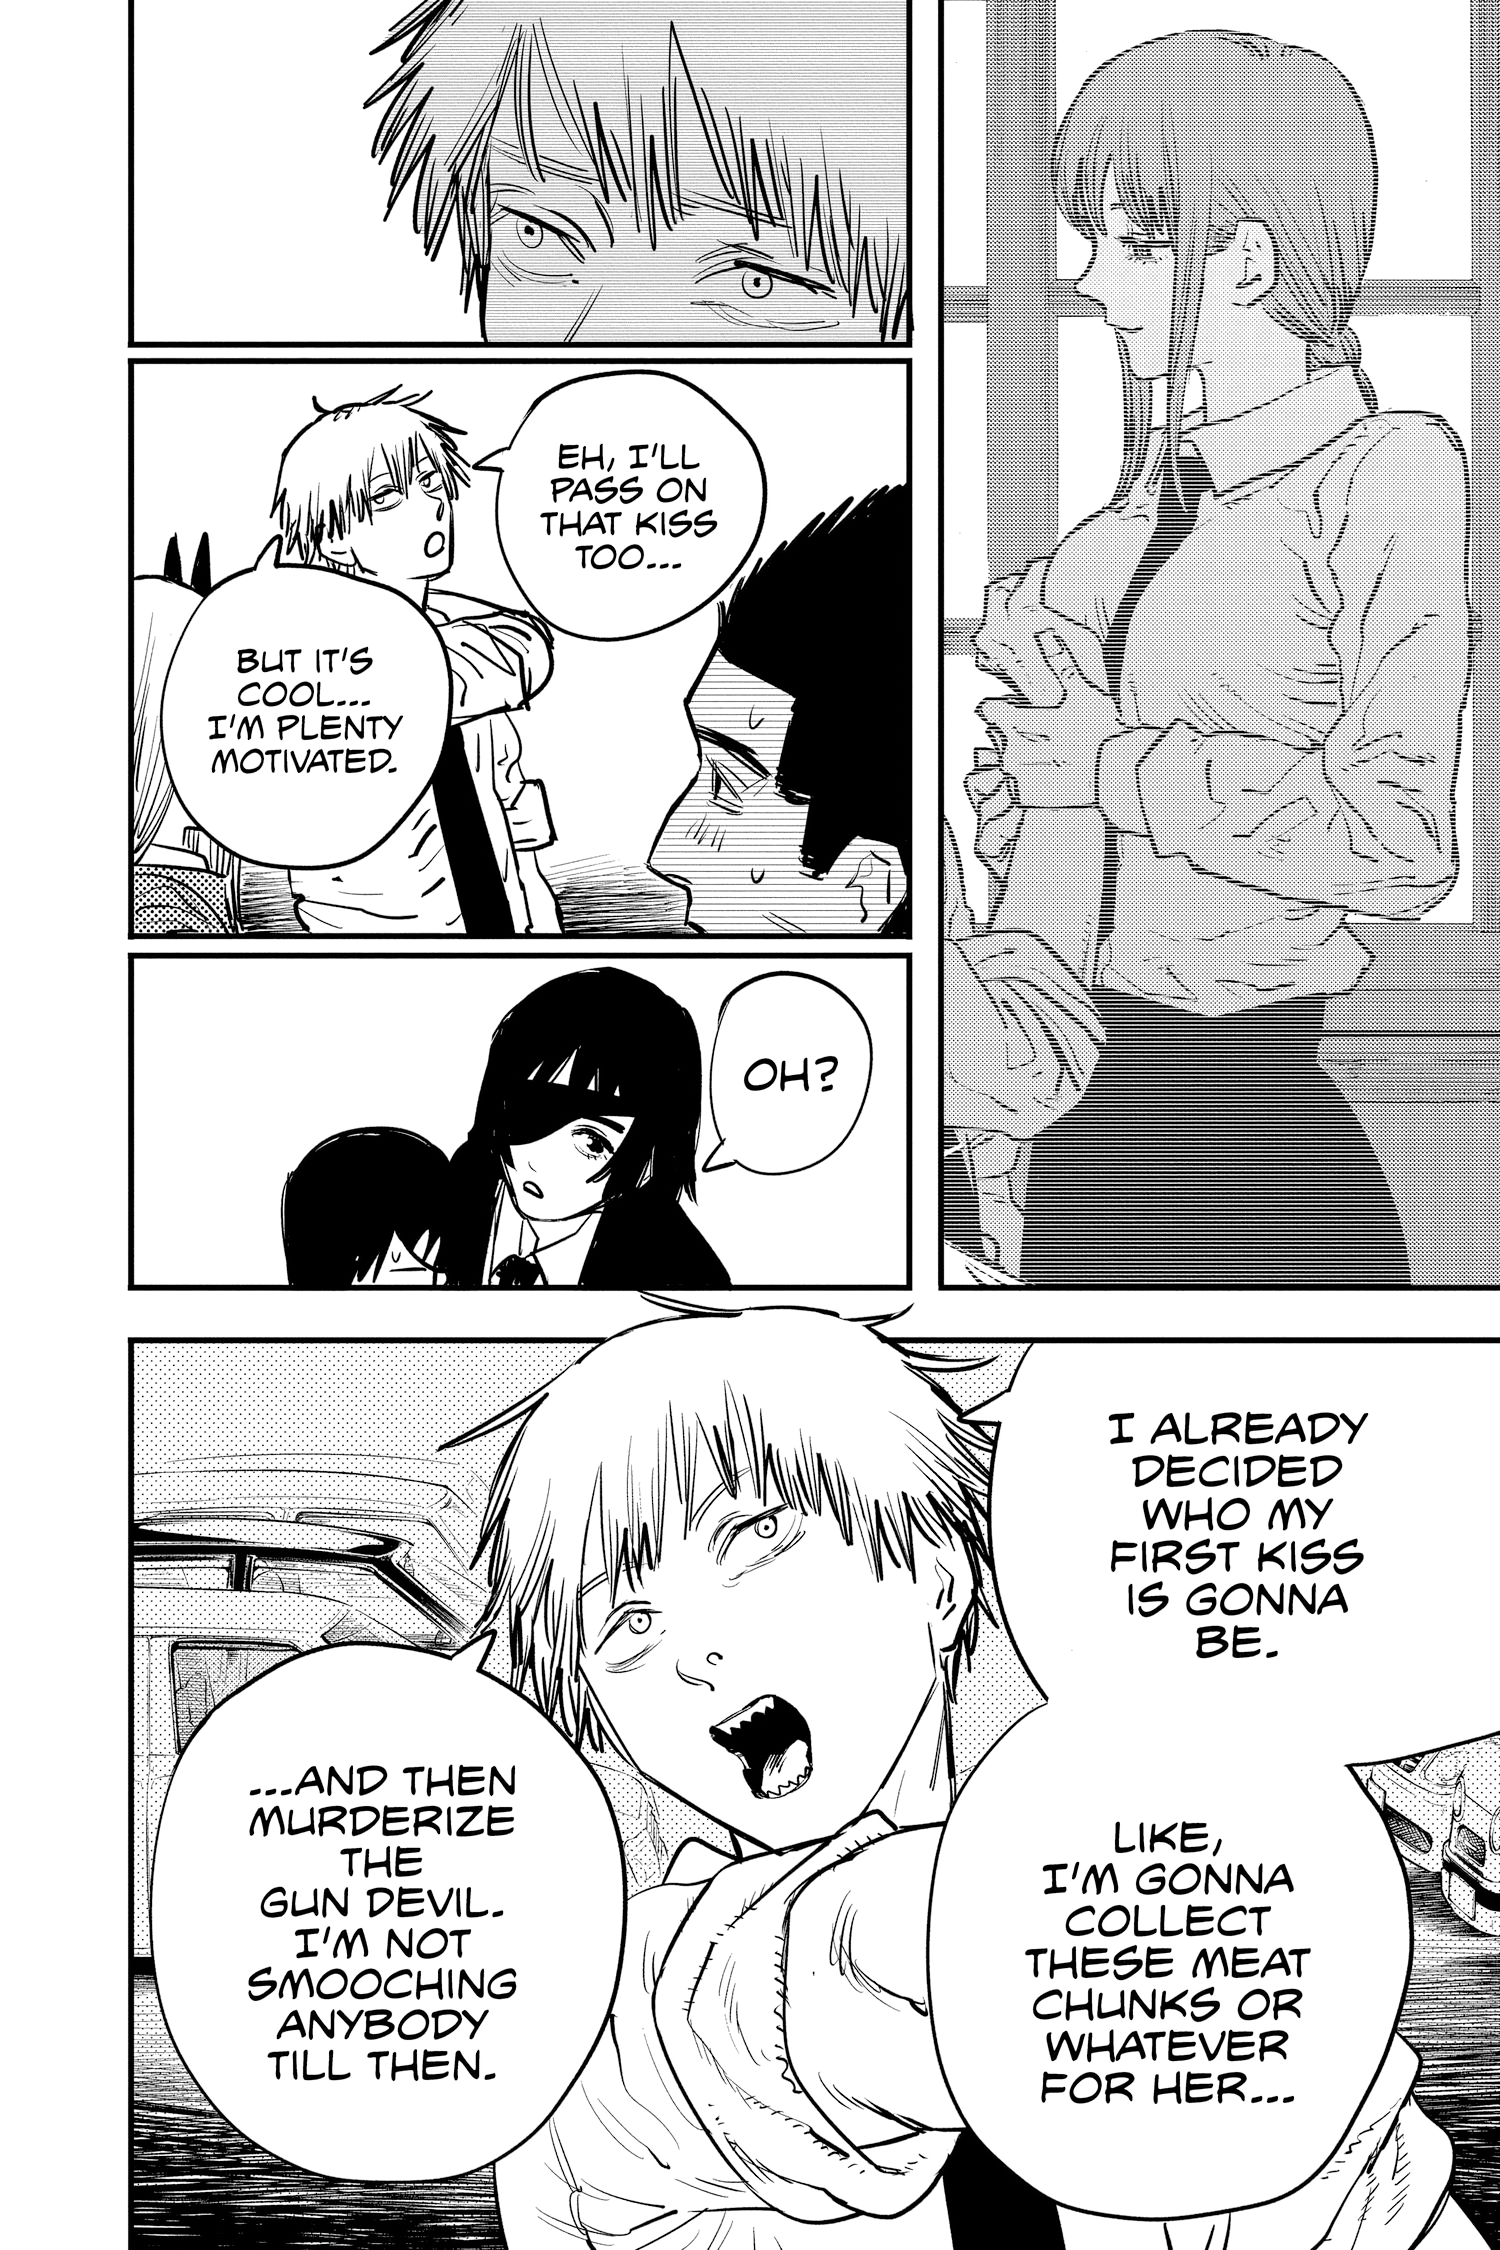 EH, I'LL
PASS ON
THAT KISS
TOO...
BUT IT'S
COOL...
I'M PLENTY
MOTIVATED.
OH?
I ALREADY
DECIDED
WHO MY
FIRST KISS
IS GONNA
BE.
LIKE,
I'M GONNA
COLLECT
THESE MEAT
CHUNKS OR
WHATEVER
FOR HER...
...AND THEN
MURDERIZE
THE
GUN DEVIL.
I'M NOT
SMOOCHING
ANYBODY
TILL THEN.